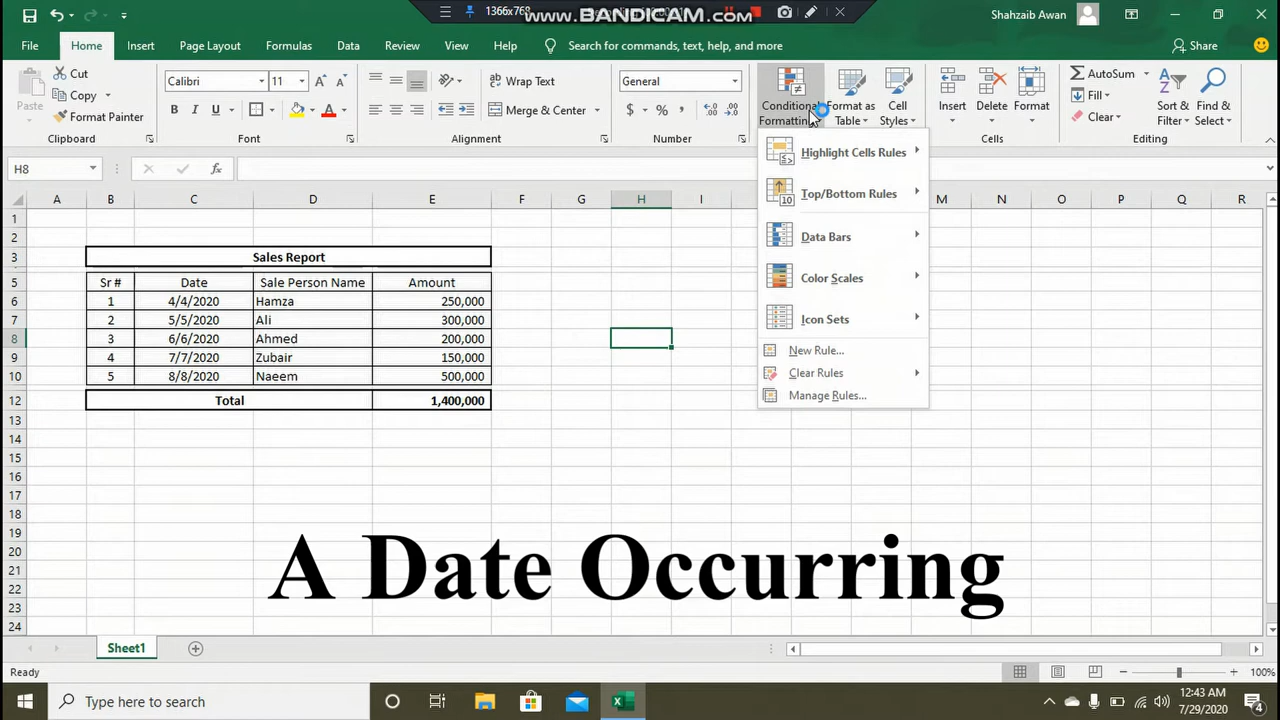 1366x768
www.BANDICAM.com
Shahzaib Awan
File Home Insert Page Layout Formulas Data Review View Help Search for commands, text, help, and more Share
Cut
Copy
Format Painter
Paste
Clipboard
Calibri 11
B I U
Font
Wrap Text
Merge & Center
Alignment
General
$ % ,
Number
Conditional
Formatting
Format as
Table
Cell
Styles
Insert Delete Format
Cells
AutoSum
Fill
Clear
Sort &
Filter
Find &
Select
Editing
Highlight Cells Rules
Top/Bottom Rules
Data Bars
Color Scales
Icon Sets
New Rule...
Clear Rules
Manage Rules...
H8 fx
A B C D E F G H I M N O P Q R
1
2
3 Sales Report
5 Sr # Date Sale Person Name Amount
6 1 4/4/2020 Hamza 250,000
7 2 5/5/2020 Ali 300,000
8 3 6/6/2020 Ahmed 200,000
9 4 7/7/2020 Zubair 150,000
10 5 8/8/2020 Naeem 500,000
12 Total 1,400,000
13
14
15
16
17
18
19
20
21
22
23
24
A Date Occurring
Sheet1
Ready
100%
Type here to search
12:43 AM
7/29/2020